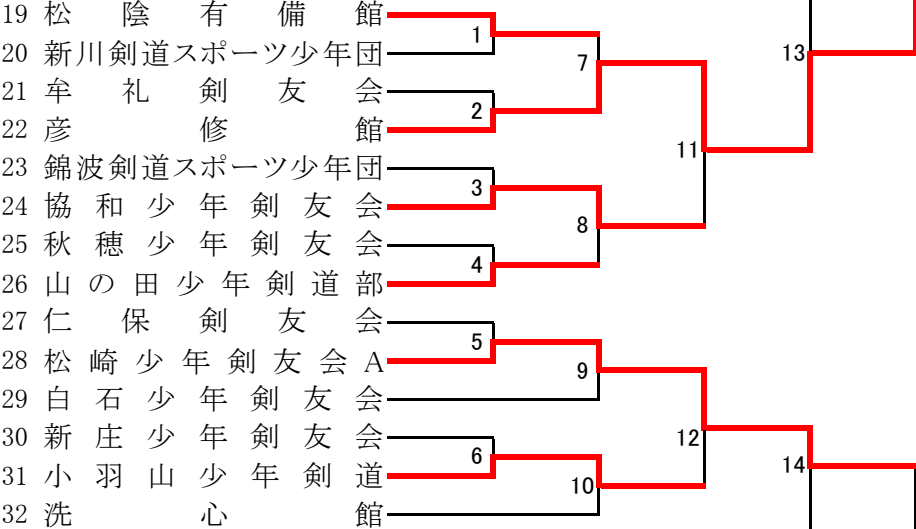 19 松陰有備館
20 新川剣道スポーツ少年団
21 牟礼剣友会
22 彦修館
23 錦波剣道スポーツ少年団
24 協和少年剣友会
25 秋穂少年剣友会
26 山の田少年剣道部
27 仁保剣友会
28 松崎少年剣友会A
29 白石少年剣友会
30 新庄少年剣友会
31 小羽山少年剣道
32 洗心館
1
2
3
4
5
6
7
8
9
10
11
12
13
14